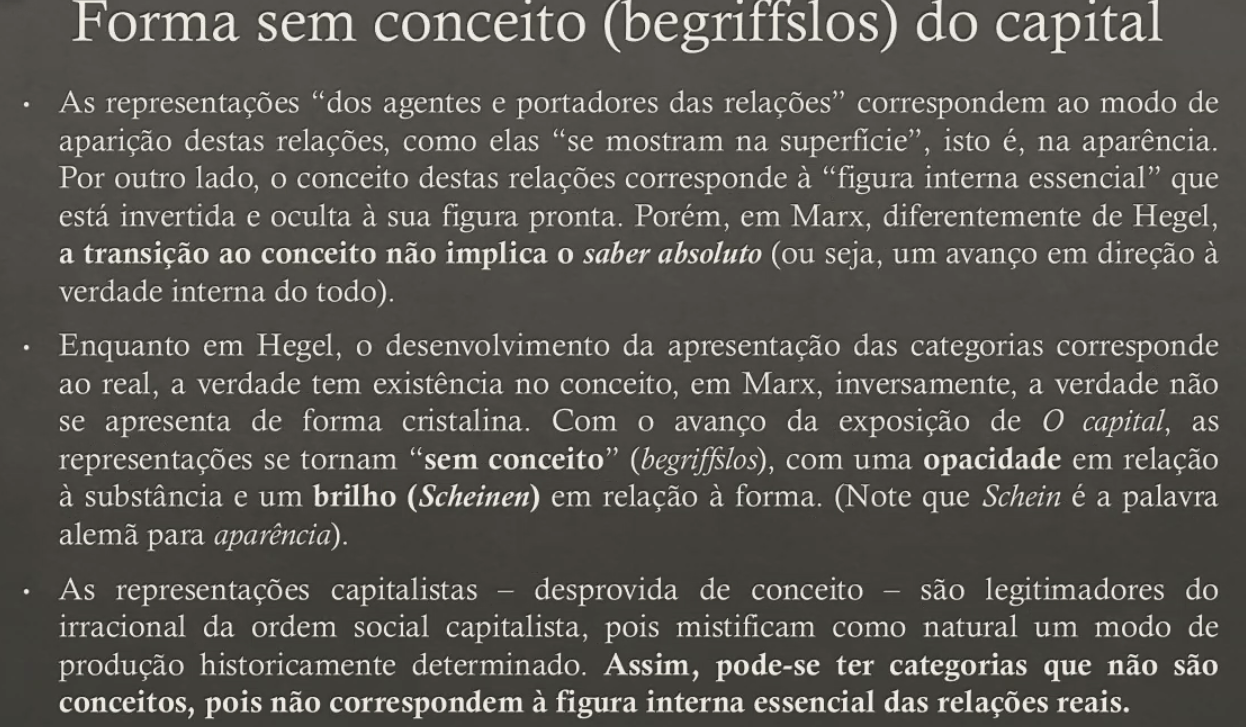 Forma sem conceito (begriffslos) do capital
• As representações “dos agentes e portadores das relações” correspondem ao modo de
aparição destas relações, como elas “se mostram na superfície”, isto é, na aparência.
Por outro lado, o conceito destas relações corresponde à “figura interna essencial” que
está invertida e oculta à sua figura pronta. Porém, em Marx, diferentemente de Hegel,
a transição ao conceito não implica o saber absoluto (ou seja, um avanço em direção à
verdade interna do todo).
• Enquanto em Hegel, o desenvolvimento da apresentação das categorias corresponde
ao real, a verdade tem existência no conceito, em Marx, inversamente, a verdade não
se apresenta de forma cristalina. Com o avanço da exposição de O capital, as
representações se tornam “sem conceito” (begriffslos), com uma opacidade em relação
à substância e um brilho (Scheinen) em relação à forma. (Note que Schein é a palavra
alemã para aparência).
• As representações capitalistas – desprovida de conceito – são legitimadores do
irracional da ordem social capitalista, pois mistificam como natural um modo de
produção historicamente determinado. Assim, pode-se ter categorias que não são
conceitos, pois não correspondem à figura interna essencial das relações reais.